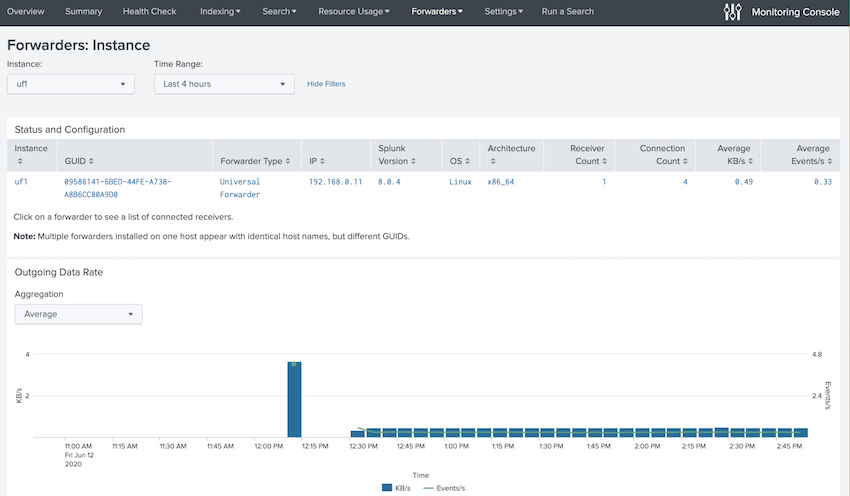 Overview Summary Health Check Indexing Search Resource Usage Forwarders Settings Run a Search Monitoring Console
Forwarders: Instance
Instance: Time Range:
uf1 Last 4 hours Hide Filters
Status and Configuration
Instance GUID Forwarder Type IP Splunk Version OS Architecture Receiver Count Connection Count Average KB/s Average Events/s
uf1 09586141-6BED-44FE-A738- Universal 192.168.0.11 8.0.4 Linux x86_64 1 4 0.49 0.33
A8B6CC80A9D0 Forwarder
Click on a forwarder to see a list of connected receivers.
Note: Multiple forwarders installed on one host appear with identical host names, but different GUIDs.
Outgoing Data Rate
Aggregation
Average
4 4.8
KB/s 2 2.4 Events/s
11:00 AM 11:15 AM 11:30 AM 11:45 AM 12:00 PM 12:15 PM 12:30 PM 12:45 PM 1:00 PM 1:15 PM 1:30 PM 1:45 PM 2:00 PM 2:15 PM 2:30 PM 2:45 PM
Fri Jun 12
2020
Time
KB/s Events/s